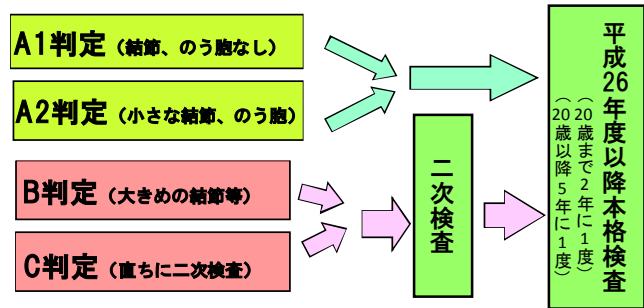 A1判定（結節、のう胞なし）
A2判定（小さな結節、のう胞）
B判定（大きめの結節等）
C判定（直ちに二次検査）
二次検査
平成26年度以降本格検査
（20歳まで2年に1度）
（20歳以降5年に1度）